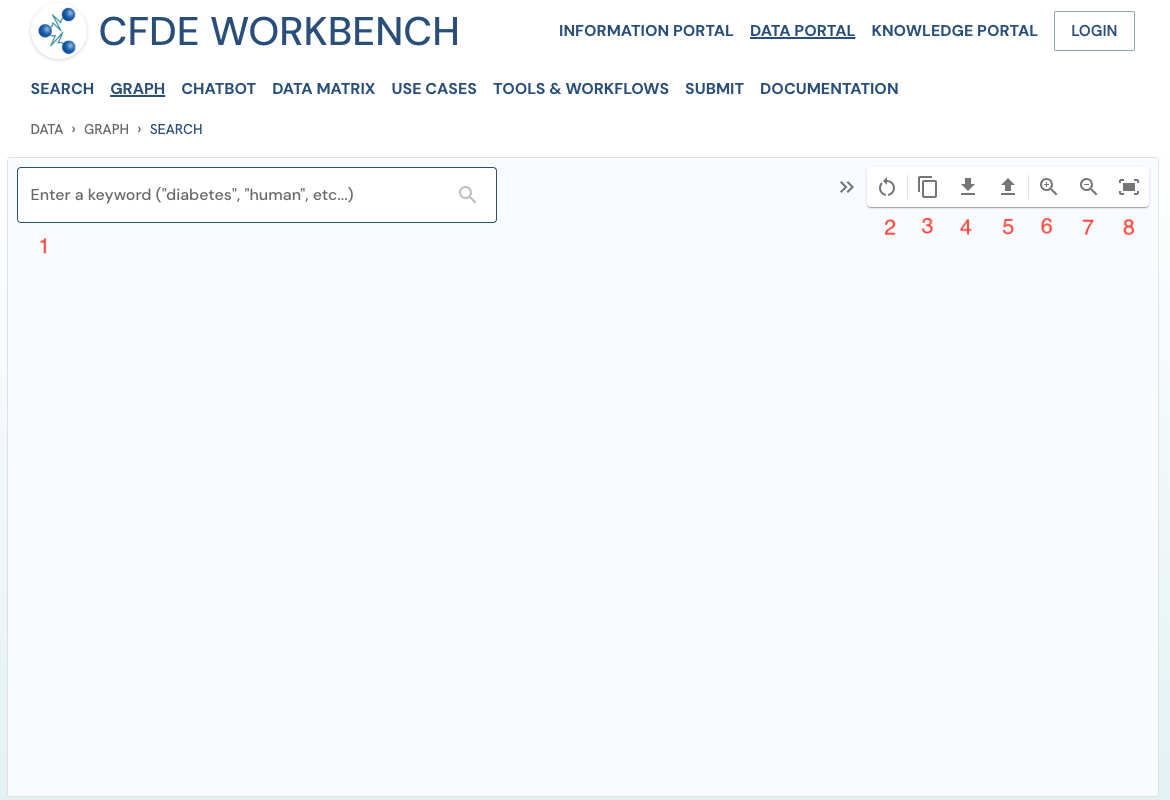 CFDE WORKBENCH
INFORMATION PORTAL DATA PORTAL KNOWLEDGE PORTAL LOGIN
SEARCH GRAPH CHATBOT DATA MATRIX USE CASES TOOLS & WORKFLOWS SUBMIT DOCUMENTATION
DATA › GRAPH › SEARCH
Enter a keyword ("diabetes", "human", etc...)
1
2 3 4 5 6 7 8